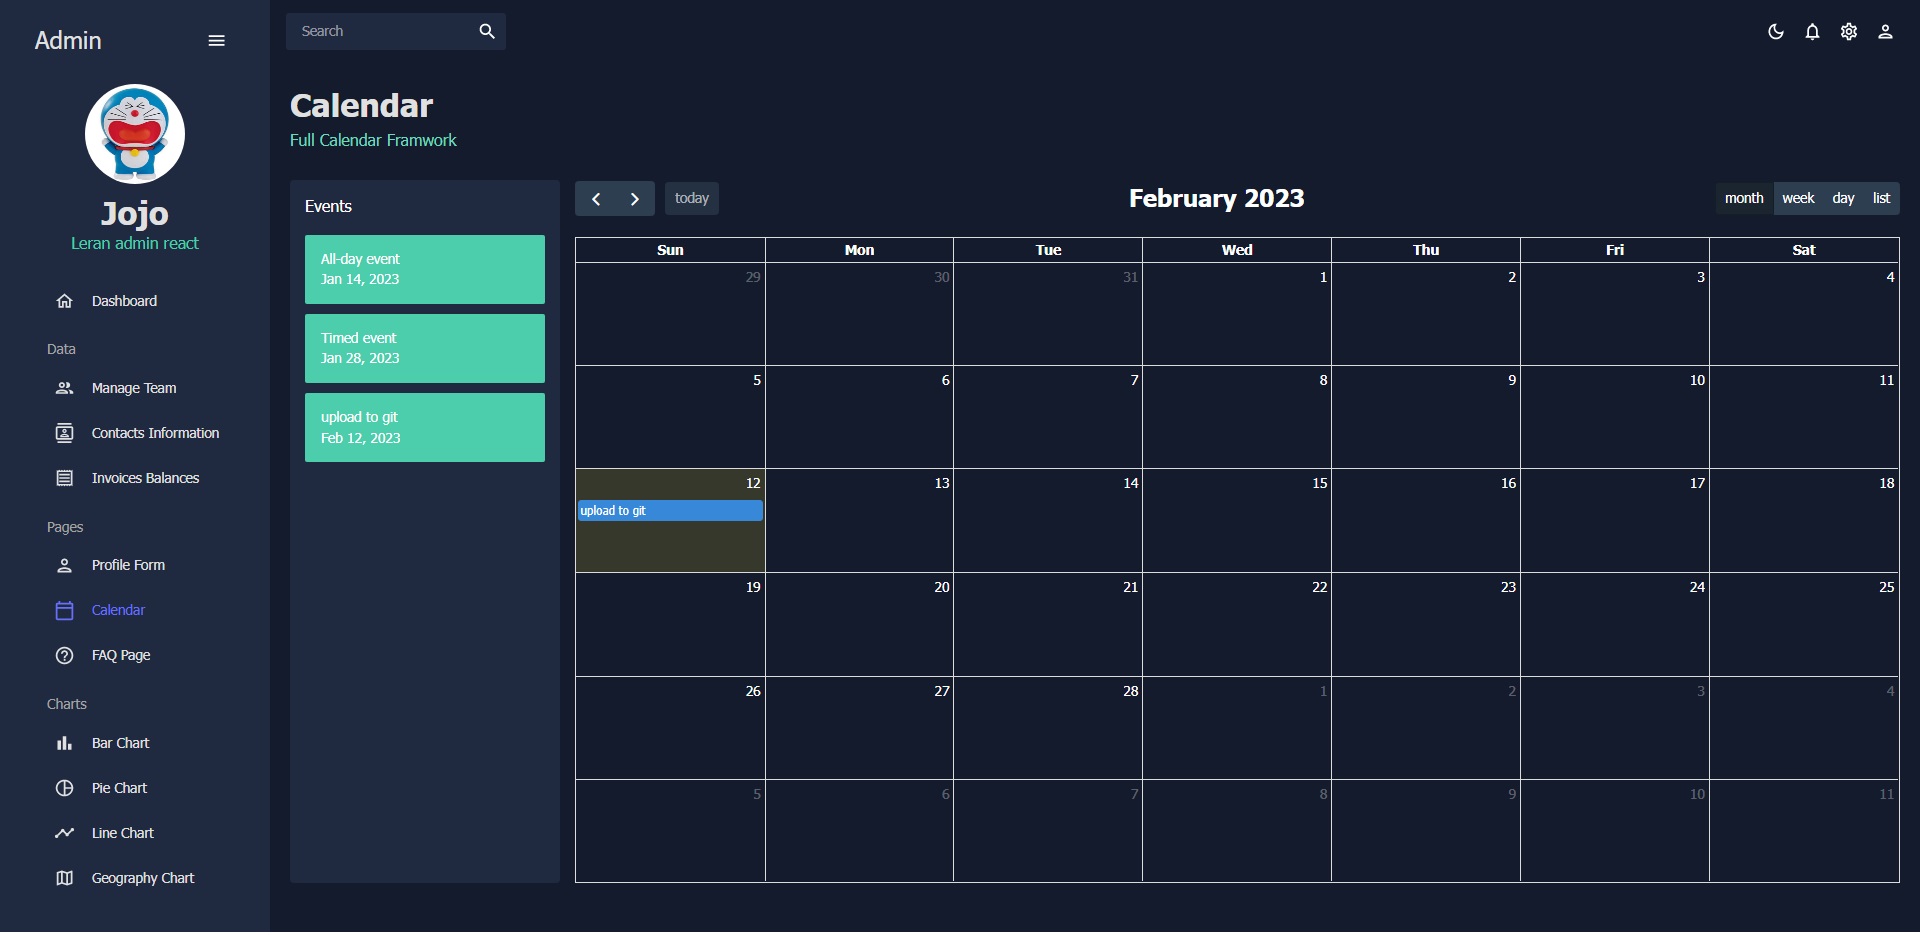 Admin
Jojo
Leran admin react
Dashboard
Data
Manage Team
Contacts Information
Invoices Balances
Pages
Profile Form
Calendar
FAQ Page
Charts
Bar Chart
Pie Chart
Line Chart
Geography Chart
Search
Calendar
Full Calendar Framwork
Events
All-day event
Jan 14, 2023
Timed event
Jan 28, 2023
upload to git
Feb 12, 2023
today
February 2023
month week day list
Sun Mon Tue Wed Thu Fri Sat
29 30 31 1 2 3 4
5 6 7 8 9 10 11
12 13 14 15 16 17 18
upload to git
19 20 21 22 23 24 25
26 27 28 1 2 3 4
5 6 7 8 9 10 11